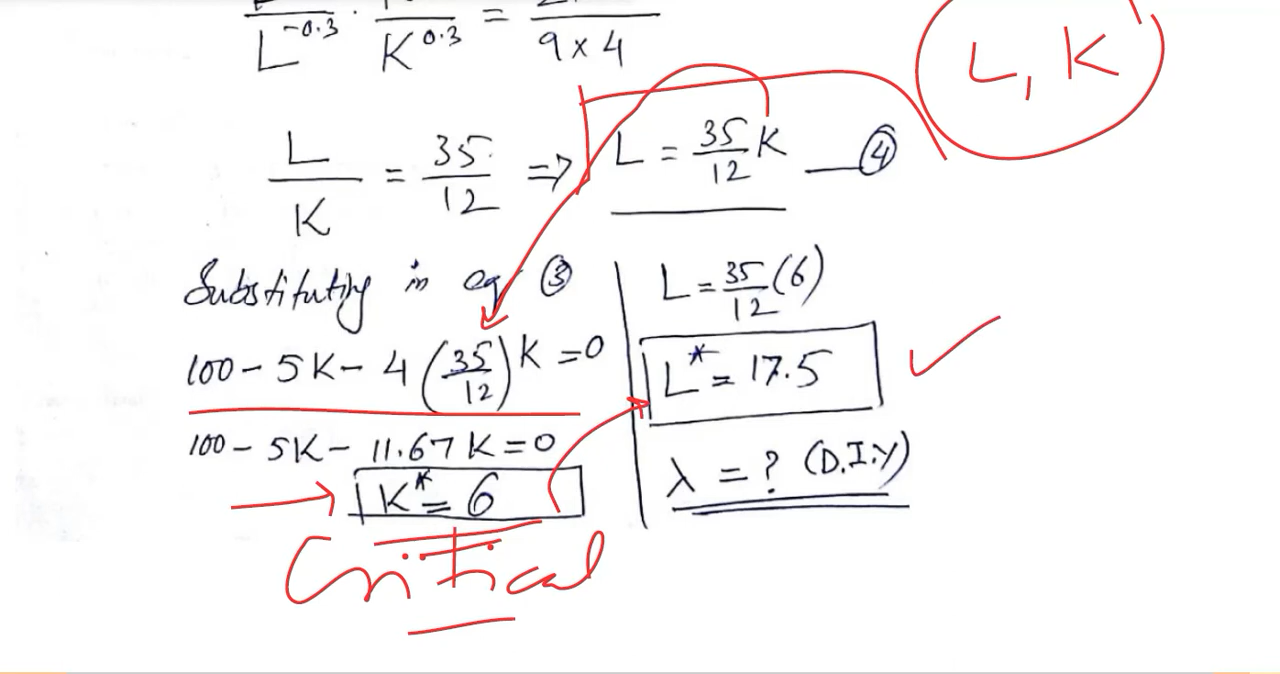 L^-0.3 · K^0.3 = 9 x 4
L, K
L/K = 35/12 => L = 35/12 K — ④
Substituting in eq ③
100 - 5K - 4(35/12)K = 0
100 - 5K - 11.67K = 0
K* = 6
L = 35/12 (6)
L* = 17.5
λ = ? (D.I.Y)
Critical